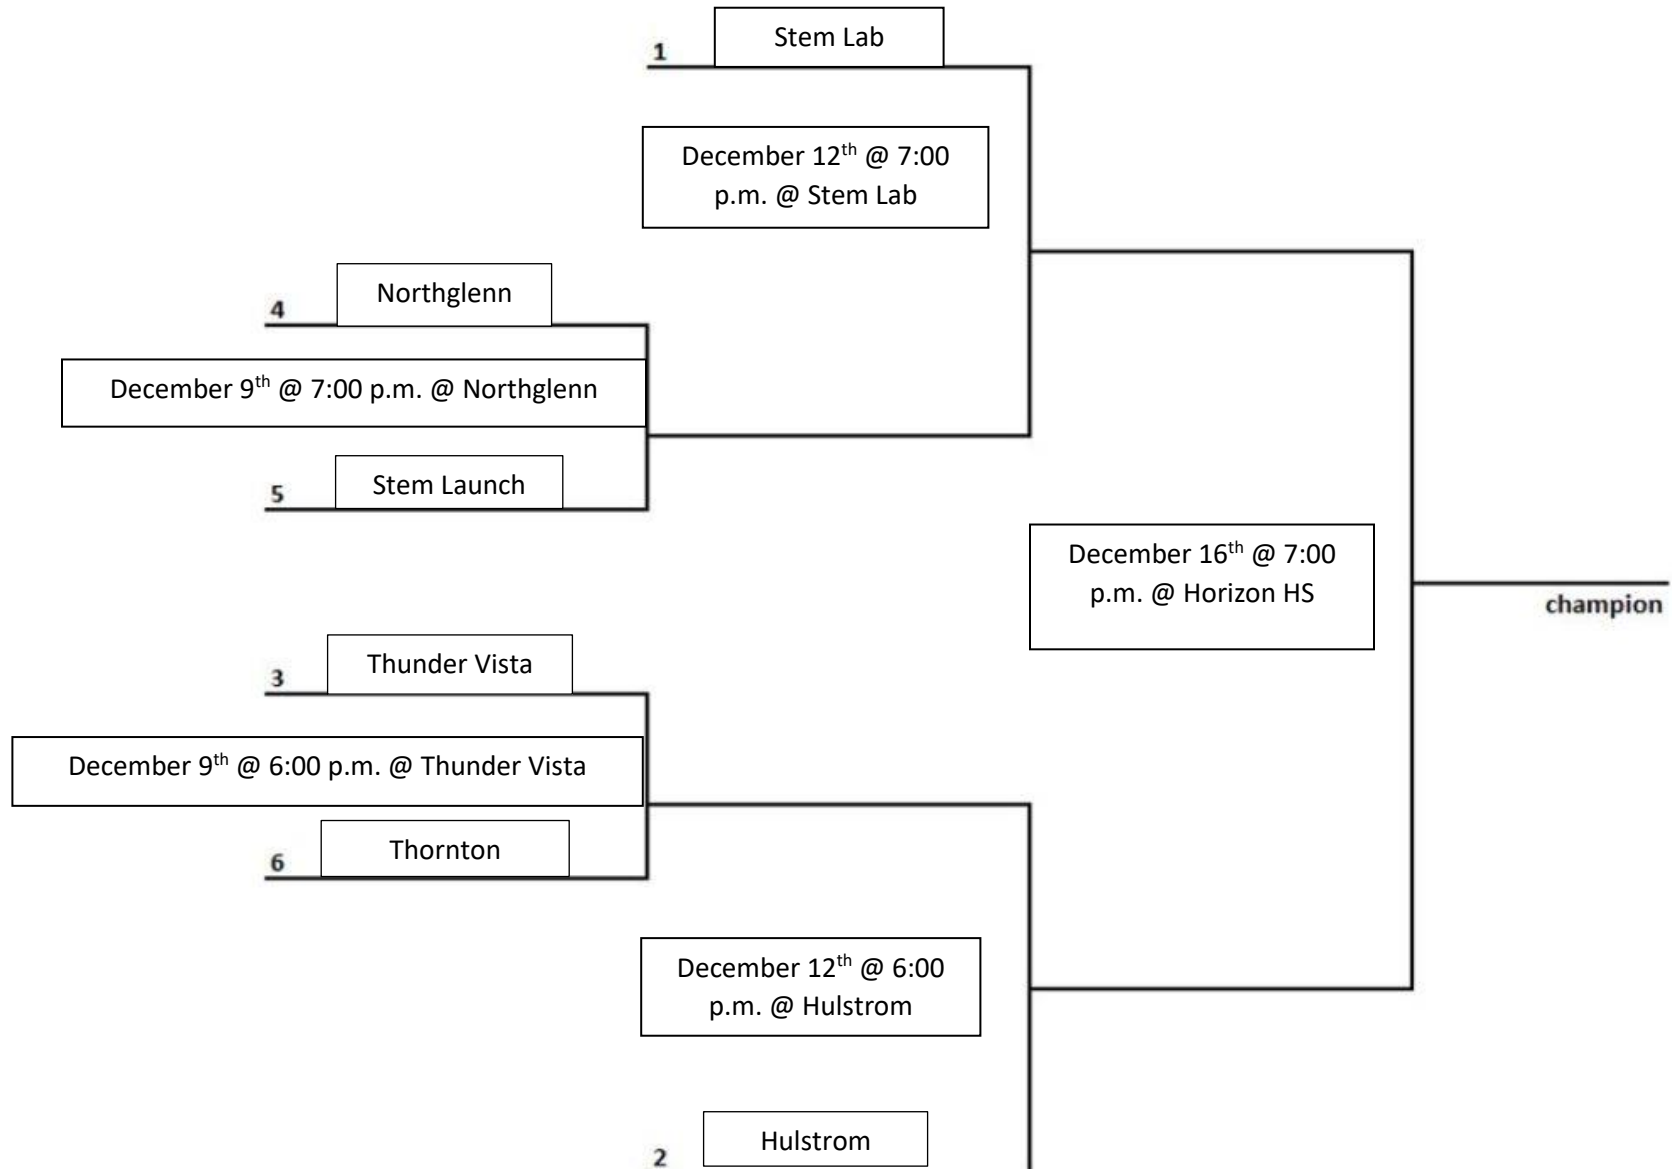 Stem Lab
1
December 12th @ 7:00
p.m. @ Stem Lab
Northglenn
4
December 9th @ 7:00 p.m. @ Northglenn
Stem Launch
5
December 16th @ 7:00
p.m. @ Horizon HS
champion
Thunder Vista
3
December 9th @ 6:00 p.m. @ Thunder Vista
Thornton
6
December 12th @ 6:00
p.m. @ Hulstrom
Hulstrom
2